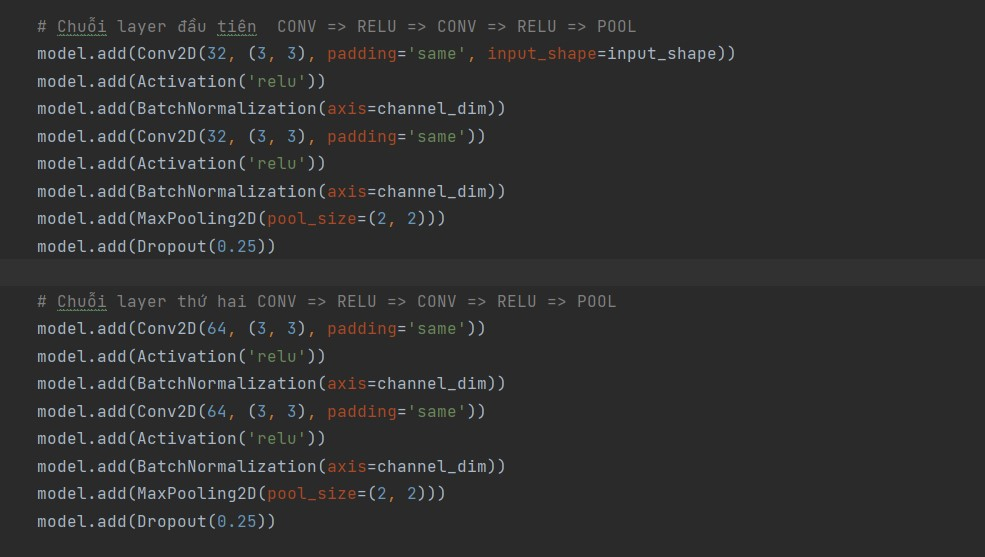 # Chuỗi layer đầu tiên  CONV => RELU => CONV => RELU => POOL
model.add(Conv2D(32, (3, 3), padding='same', input_shape=input_shape))
model.add(Activation('relu'))
model.add(BatchNormalization(axis=channel_dim))
model.add(Conv2D(32, (3, 3), padding='same'))
model.add(Activation('relu'))
model.add(BatchNormalization(axis=channel_dim))
model.add(MaxPooling2D(pool_size=(2, 2)))
model.add(Dropout(0.25))
# Chuỗi layer thứ hai CONV => RELU => CONV => RELU => POOL
model.add(Conv2D(64, (3, 3), padding='same'))
model.add(Activation('relu'))
model.add(BatchNormalization(axis=channel_dim))
model.add(Conv2D(64, (3, 3), padding='same'))
model.add(Activation('relu'))
model.add(BatchNormalization(axis=channel_dim))
model.add(MaxPooling2D(pool_size=(2, 2)))
model.add(Dropout(0.25))